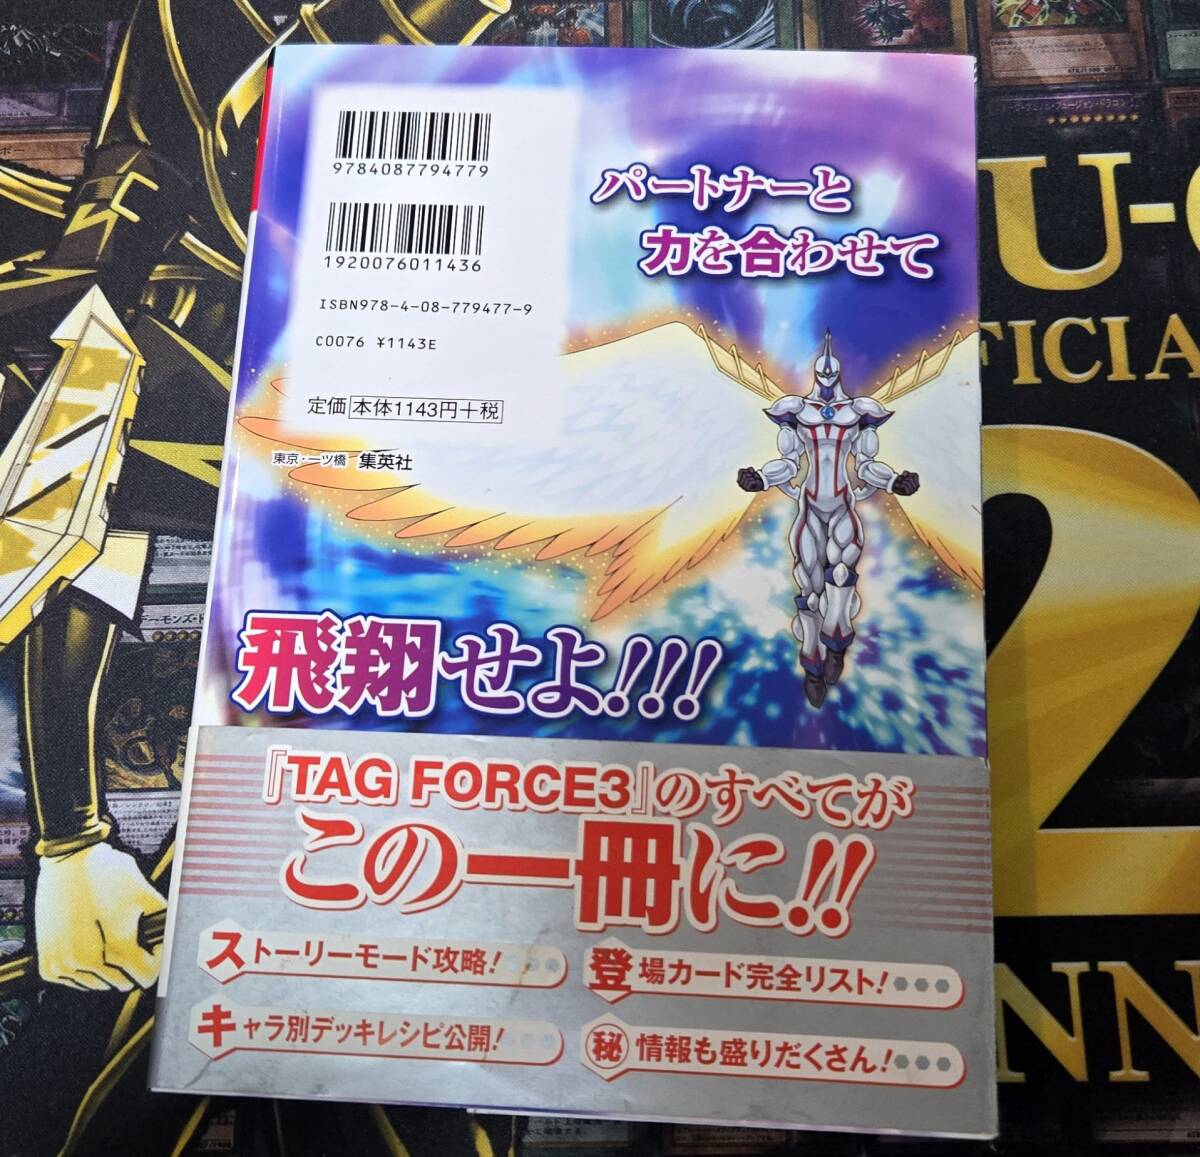 9784087794779
1920076011436
ISBN978-4-08-779477-9
C0076 ¥1143E
定価 本体1143円+税
東京・一ツ橋 集英社
パートナーと
力を合わせて
飛翔せよ!!!
『TAG FORCE3』のすべてが
この一冊に!!
ストーリーモード攻略!
登場カード完全リスト!
キャラ別デッキレシピ公開!
㊙情報も盛りだくさん!
U-
FICIA
2
NN